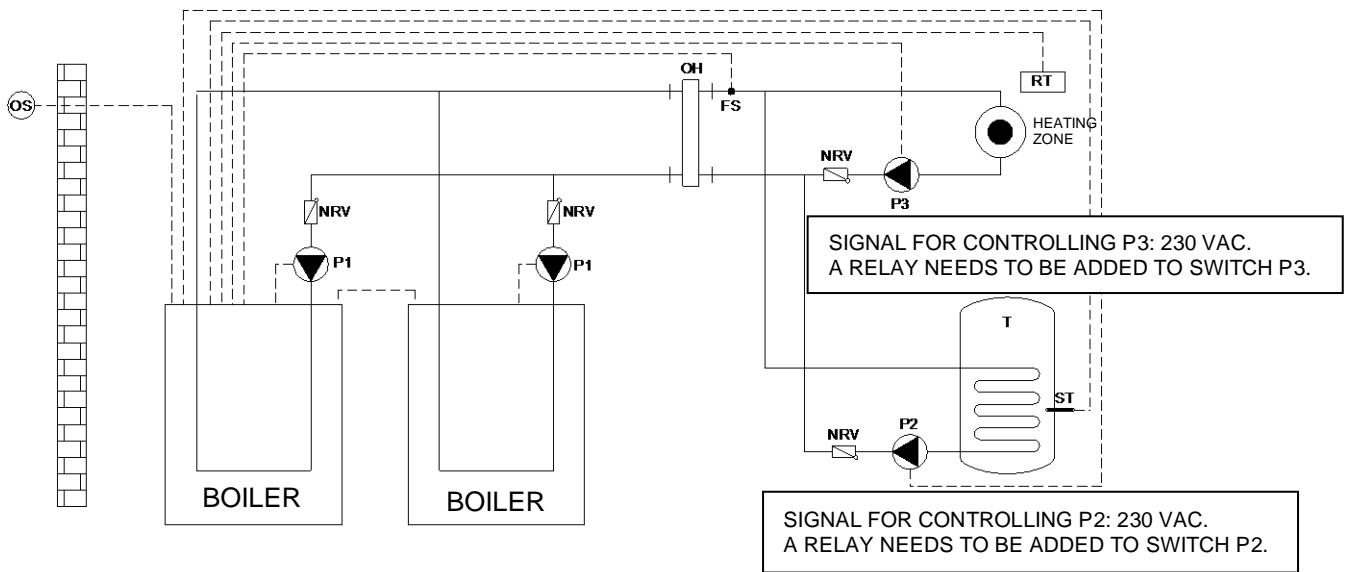 OH
RT
OS
FS
HEATING
ZONE
NRV
P3
NRV
NRV
P1
P1
SIGNAL FOR CONTROLLING P3: 230 VAC.
A RELAY NEEDS TO BE ADDED TO SWITCH P3.
T
ST
P2
NRV
BOILER
BOILER
SIGNAL FOR CONTROLLING P2: 230 VAC.
A RELAY NEEDS TO BE ADDED TO SWITCH P2.